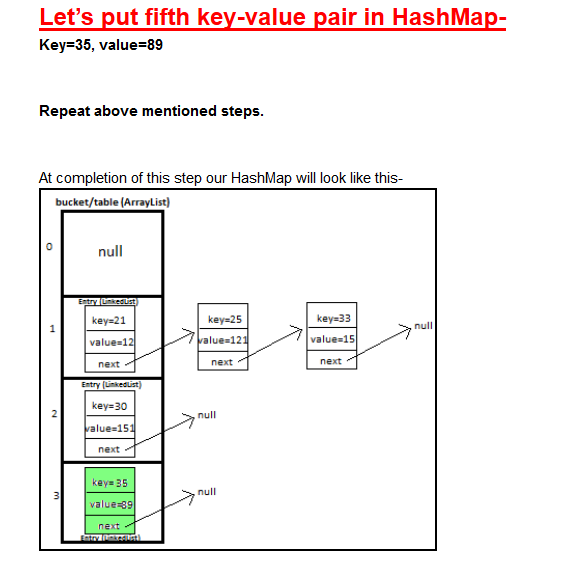 Let's put fifth key-value pair in HashMap-
Key=35, value=89
Repeat above mentioned steps.
At completion of this step our HashMap will look like this-
bucket/table (ArrayList)
0
null
Entry (LinkedList)
1
key=21
value=12
next
key=25
value=121
next
key=33
value=15
next
null
Entry (LinkedList)
2
key=30
value=151
next
null
3
key=35
value=89
next
null
Entry (LinkedList)